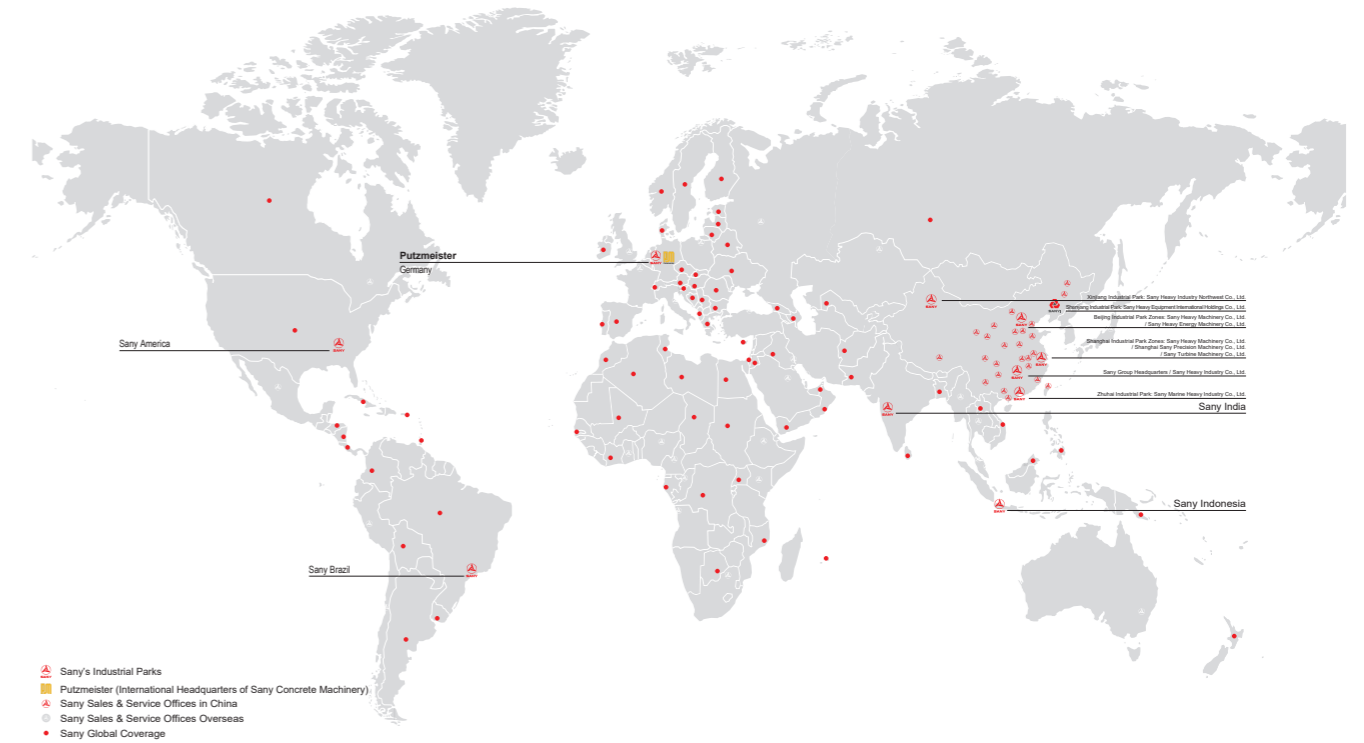 Putzmeister
Germany
Xinjiang Industrial Park: Sany Heavy Industry Northwest Co., Ltd.
Shenyang Industrial Park: Sany Heavy Equipment International Holdings Co., Ltd.
Beijing Industrial Park Zones: Sany Heavy Machinery Co., Ltd.
/ Sany Heavy Energy Machinery Co., Ltd.
Shanghai Industrial Park Zones: Sany Heavy Machinery Co., Ltd.
/ Shanghai Sany Precision Machinery Co., Ltd.
/ Sany Turbine Machinery Co., Ltd.
Sany America
Sany Group Headquarters / Sany Heavy Industry Co., Ltd.
Zhuhai Industrial Park: Sany Marine Heavy Industry Co., Ltd.
Sany India
Sany Indonesia
Sany Brazil
Sany's Industrial Parks
Putzmeister (International Headquarters of Sany Concrete Machinery)
Sany Sales & Service Offices in China
Sany Sales & Service Offices Overseas
Sany Global Coverage